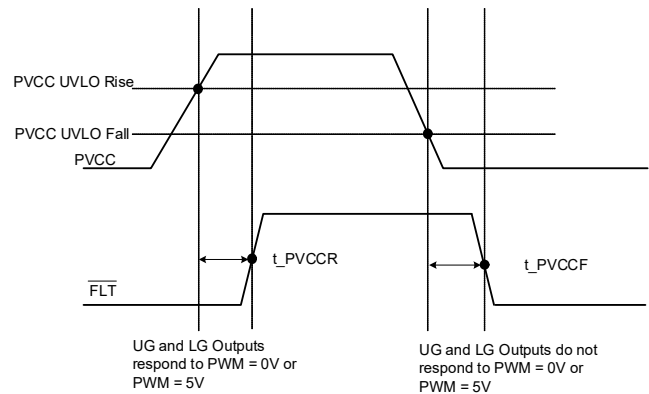 PVCC UVLO Rise
PVCC UVLO Fall
PVCC
t_PVCCR
t_PVCCF
FLT
UG and LG Outputs
respond to PWM = 0V or
PWM = 5V
UG and LG Outputs do not
respond to PWM = 0V or
PWM = 5V